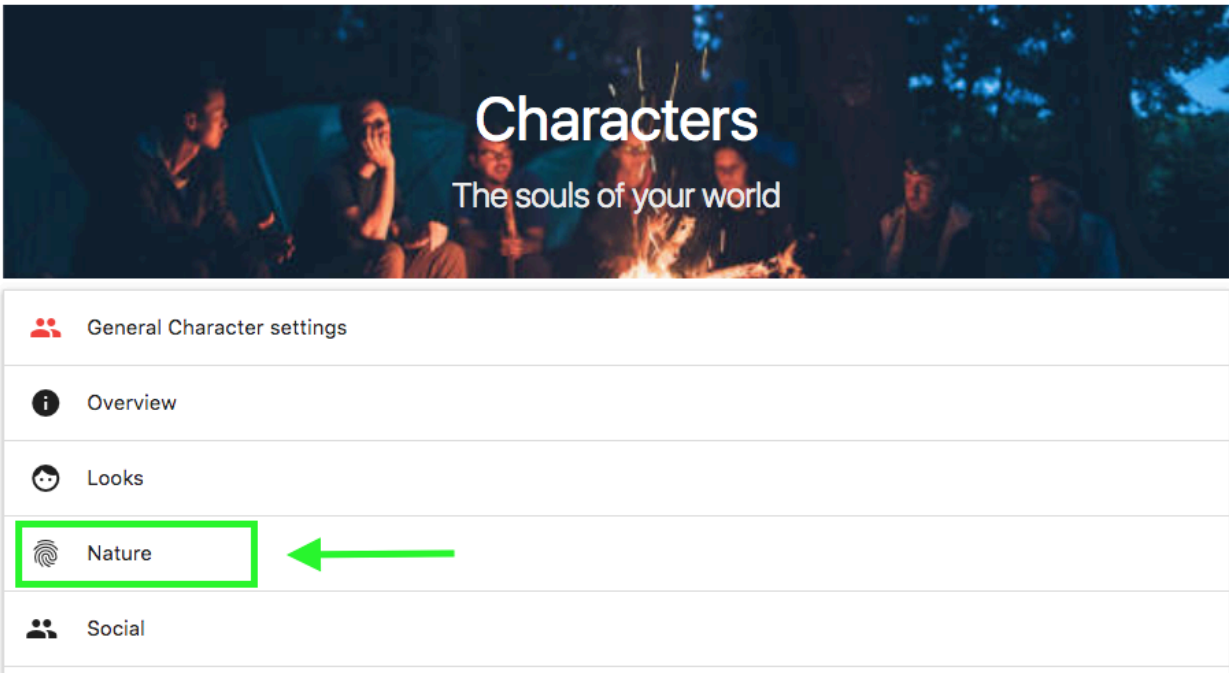 Characters
The souls of your world
General Character settings
Overview
Looks
Nature
Social